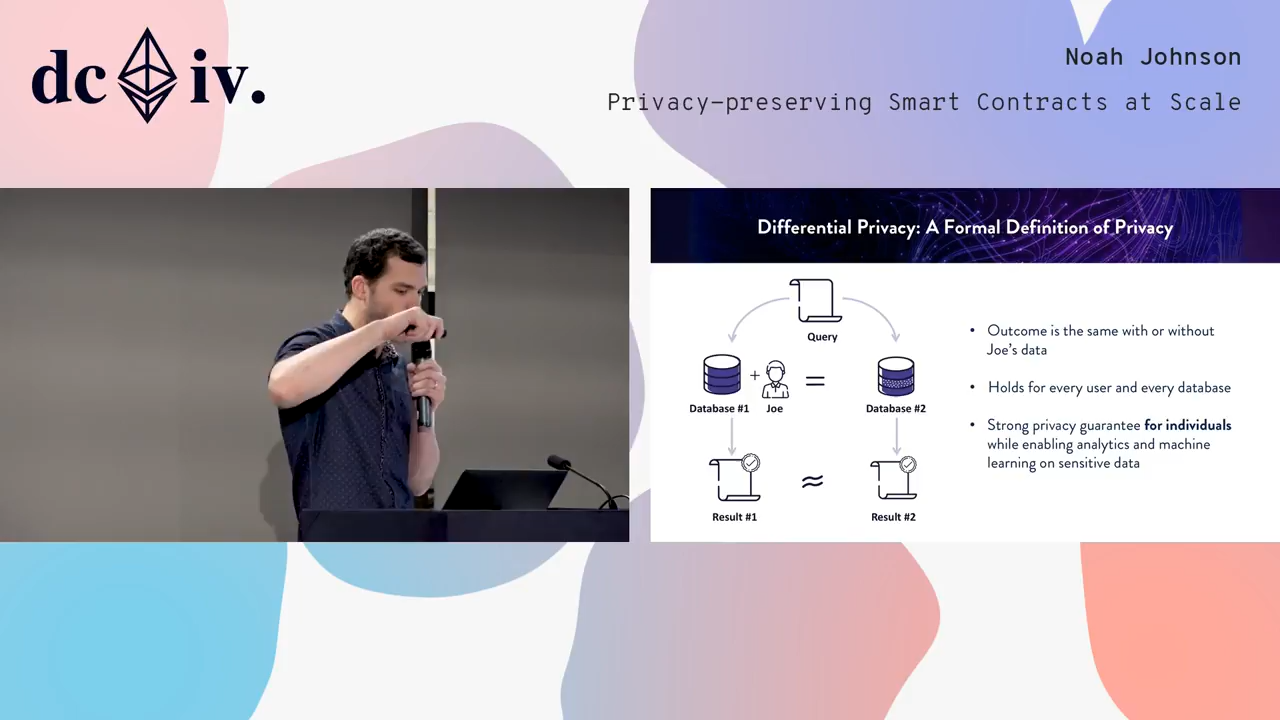 dc iv.
Noah Johnson
Privacy-preserving Smart Contracts at Scale
Differential Privacy: A Formal Definition of Privacy
Query
Database #1
Joe
Database #2
Result #1
Result #2
• Outcome is the same with or without
Joe's data
• Holds for every user and every database
• Strong privacy guarantee for individuals
while enabling analytics and machine
learning on sensitive data